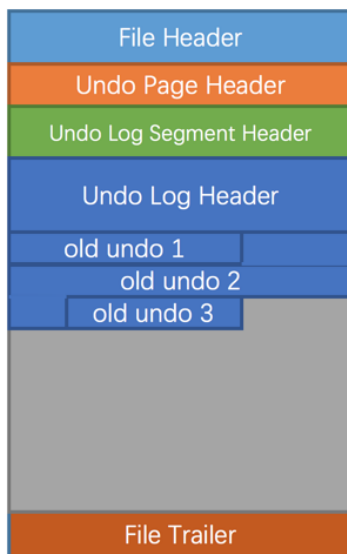 File Header
Undo Page Header
Undo Log Segment Header
Undo Log Header
old undo 1
old undo 2
old undo 3
File Trailer